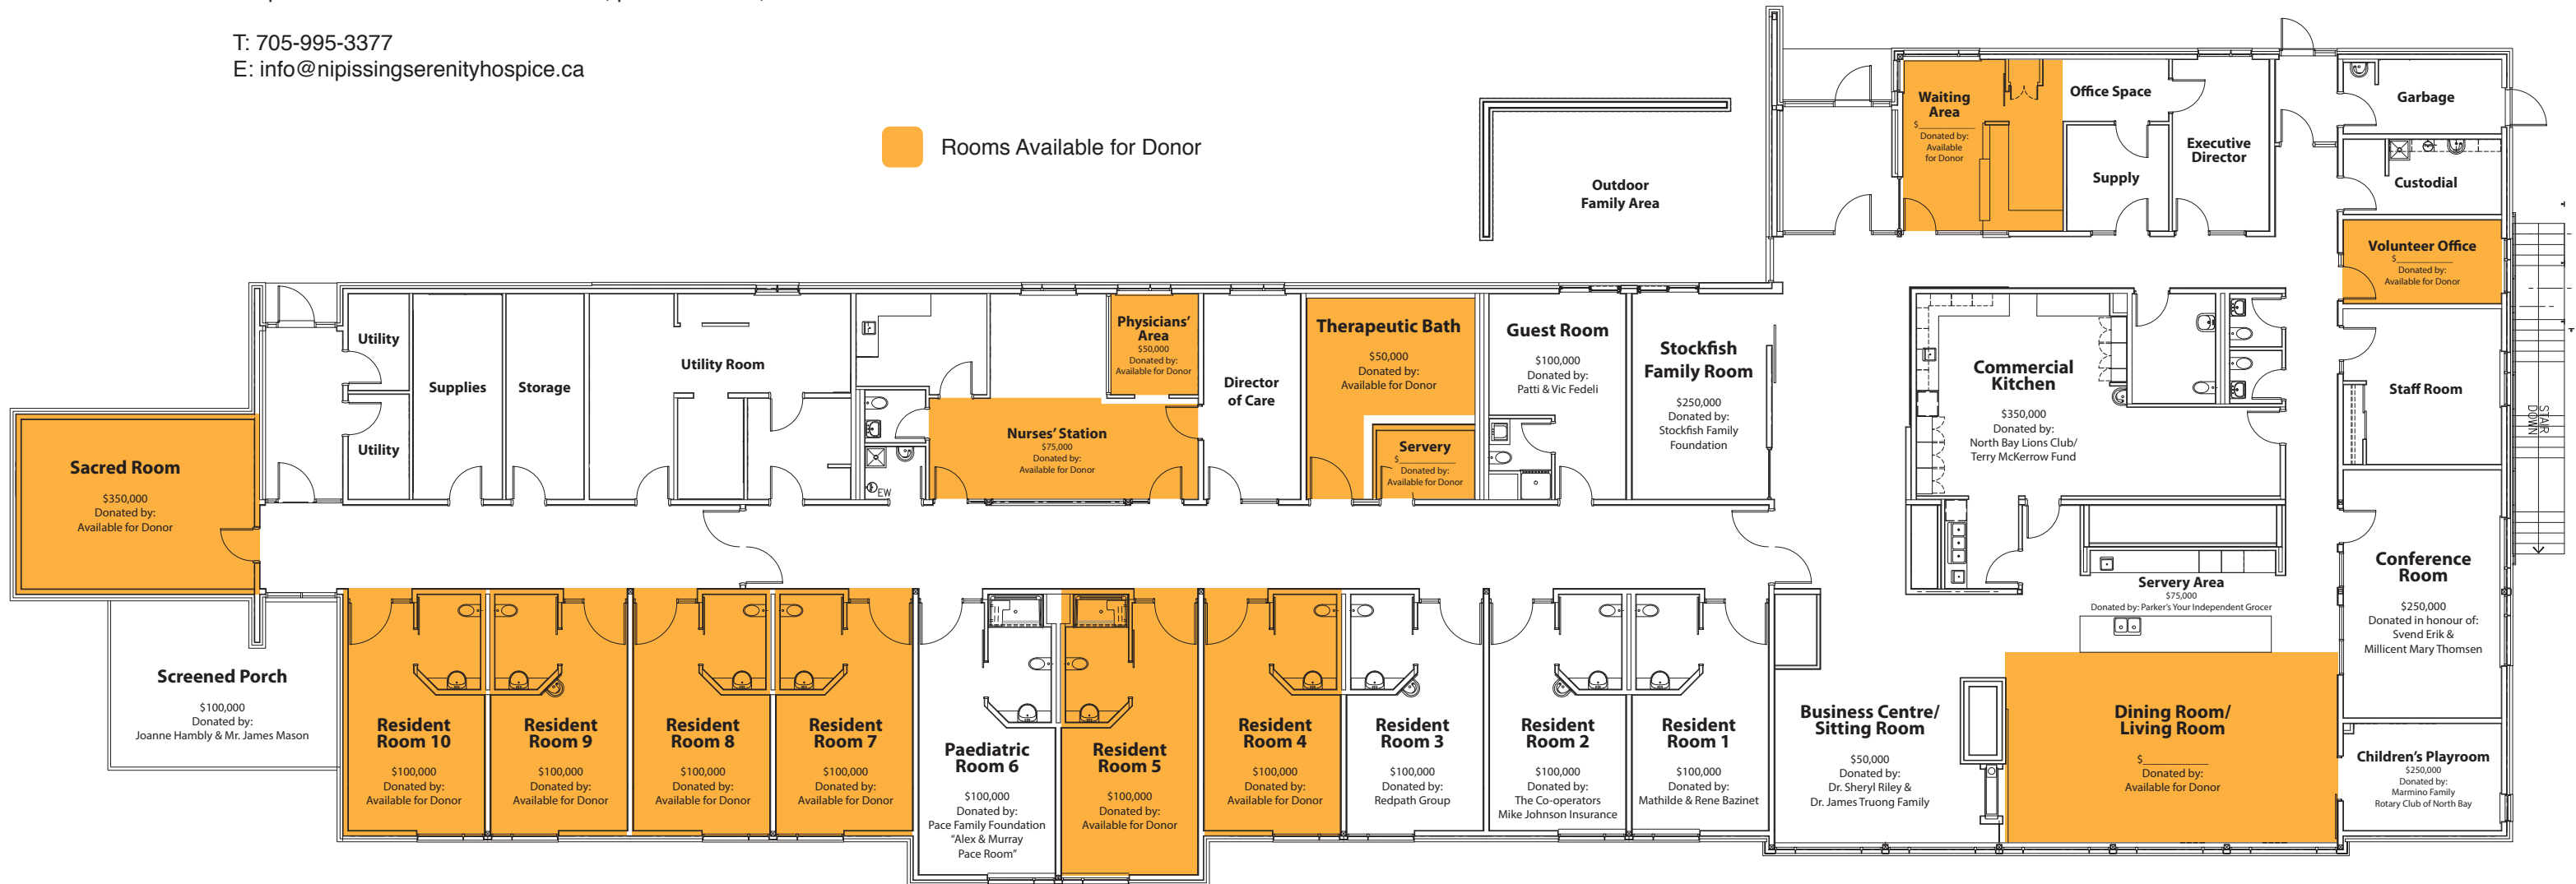 T: 705-995-3377
E: info@nipissingserenityhospice.ca
Rooms Available for Donor
Outdoor
Family Area
Waiting
Area
$___________
Donated by:
Available
for Donor
Office Space
Supply
Executive
Director
Garbage
Custodial
Volunteer Office
$___________
Donated by:
Available for Donor
Staff Room
STAIR
DOWN
Utility
Utility
Supplies
Storage
Utility Room
EW
Physicians'
Area
$50,000
Donated by:
Available for Donor
Nurses' Station
$75,000
Donated by:
Available for Donor
Director
of Care
Therapeutic Bath
$50,000
Donated by:
Available for Donor
Servery
$___________
Donated by:
Available for Donor
Guest Room
$100,000
Donated by:
Patti & Vic Fedeli
Stockfish
Family Room
$250,000
Donated by:
Stockfish Family
Foundation
Commercial
Kitchen
$350,000
Donated by:
North Bay Lions Club/
Terry McKerrow Fund
Sacred Room
$350,000
Donated by:
Available for Donor
Conference
Room
$250,000
Donated in honour of:
Svend Erik &
Millicent Mary Thomsen
Servery Area
$75,000
Donated by: Parker's Your Independent Grocer
Screened Porch
$100,000
Donated by:
Joanne Hambly & Mr. James Mason
Resident
Room 10
$100,000
Donated by:
Available for Donor
Resident
Room 9
$100,000
Donated by:
Available for Donor
Resident
Room 8
$100,000
Donated by:
Available for Donor
Resident
Room 7
$100,000
Donated by:
Available for Donor
Paediatric
Room 6
$100,000
Donated by:
Pace Family Foundation
"Alex & Murray
Pace Room"
Resident
Room 5
$100,000
Donated by:
Available for Donor
Resident
Room 4
$100,000
Donated by:
Available for Donor
Resident
Room 3
$100,000
Donated by:
Redpath Group
Resident
Room 2
$100,000
Donated by:
The Co-operators
Mike Johnson Insurance
Resident
Room 1
$100,000
Donated by:
Mathilde & Rene Bazinet
Business Centre/
Sitting Room
$50,000
Donated by:
Dr. Sheryl Riley &
Dr. James Truong Family
Dining Room/
Living Room
$___________
Donated by:
Available for Donor
Children's Playroom
$250,000
Donated by:
Marmino Family
Rotary Club of North Bay